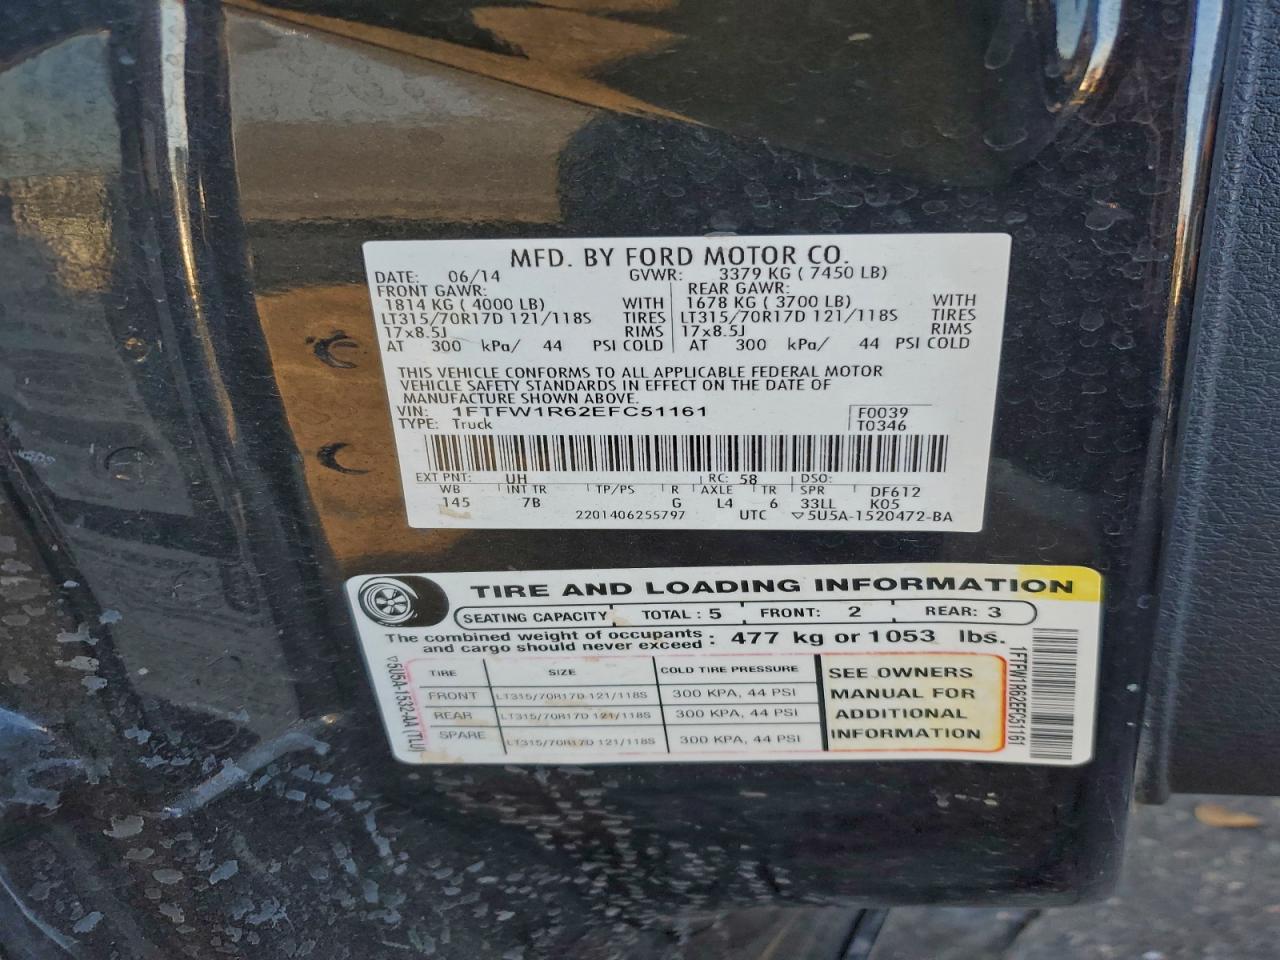 MFD. BY FORD MOTOR CO.
DATE: 06/14 GVWR: 3379 KG ( 7450 LB)
FRONT GAWR: REAR GAWR:
1814 KG ( 4000 LB) WITH 1678 KG ( 3700 LB) WITH
LT315/70R17D 121/118S TIRES LT315/70R17D 121/118S TIRES
17x8.5J RIMS 17x8.5J RIMS
AT 300 kPa/ 44 PSI COLD AT 300 kPa/ 44 PSI COLD
THIS VEHICLE CONFORMS TO ALL APPLICABLE FEDERAL MOTOR
VEHICLE SAFETY STANDARDS IN EFFECT ON THE DATE OF
MANUFACTURE SHOWN ABOVE.
VIN: 1FTFW1R62EFC51161 F0039
TYPE: Truck T0346
EXT PNT: UH RC: 58 DSO:
WB INT TR TP/PS R AXLE TR SPR DF612
145 7B G L4 6 33LL K05
2201406255797 UTC ▽5U5A-1520472-BA
TIRE AND LOADING INFORMATION
SEATING CAPACITY TOTAL : 5 FRONT: 2 REAR: 3
The combined weight of occupants
and cargo should never exceed : 477 kg or 1053 lbs.
TIRE SIZE COLD TIRE PRESSURE
FRONT LT315/70R17D 121/118S 300 KPA, 44 PSI
REAR LT315/70R17D 121/118S 300 KPA, 44 PSI
SPARE LT315/70R17D 121/118S 300 KPA, 44 PSI
SEE OWNERS
MANUAL FOR
ADDITIONAL
INFORMATION
▽5U5A-1532-AA (TLU)
1FTFW1R62EFC51161